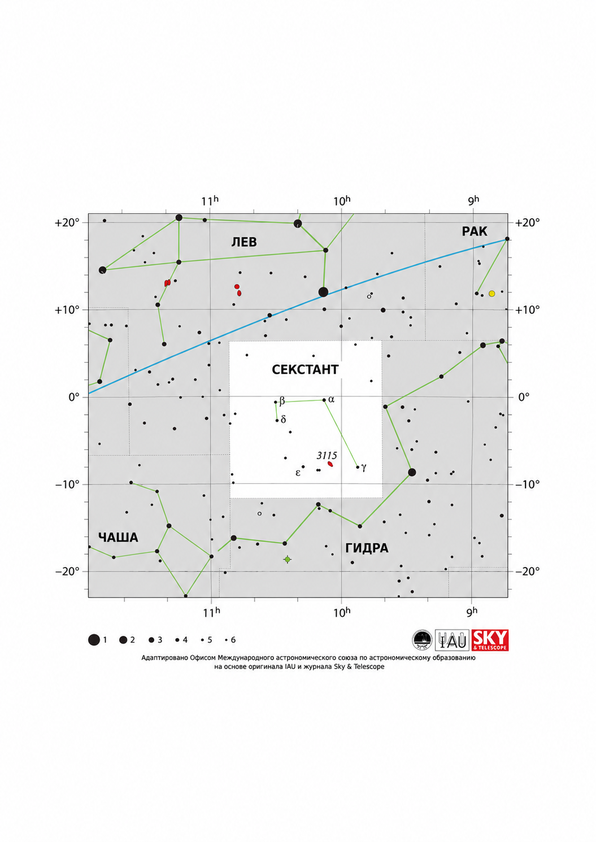 11h 10h 9h
+20° +20°
РАК
ЛЕВ
+10° +10°
СЕКСТАНТ
0° 0°
β α
δ
3115
ε γ
−10° −10°
ЧАША
ГИДРА
−20° −20°
11h 10h 9h
1 2 3 4 5 6
IAU
SKY
& TELESCOPE
Адаптировано Офисом Международного астрономического союза по астрономическому образованию
на основе оригинала IAU и журнала Sky & Telescope